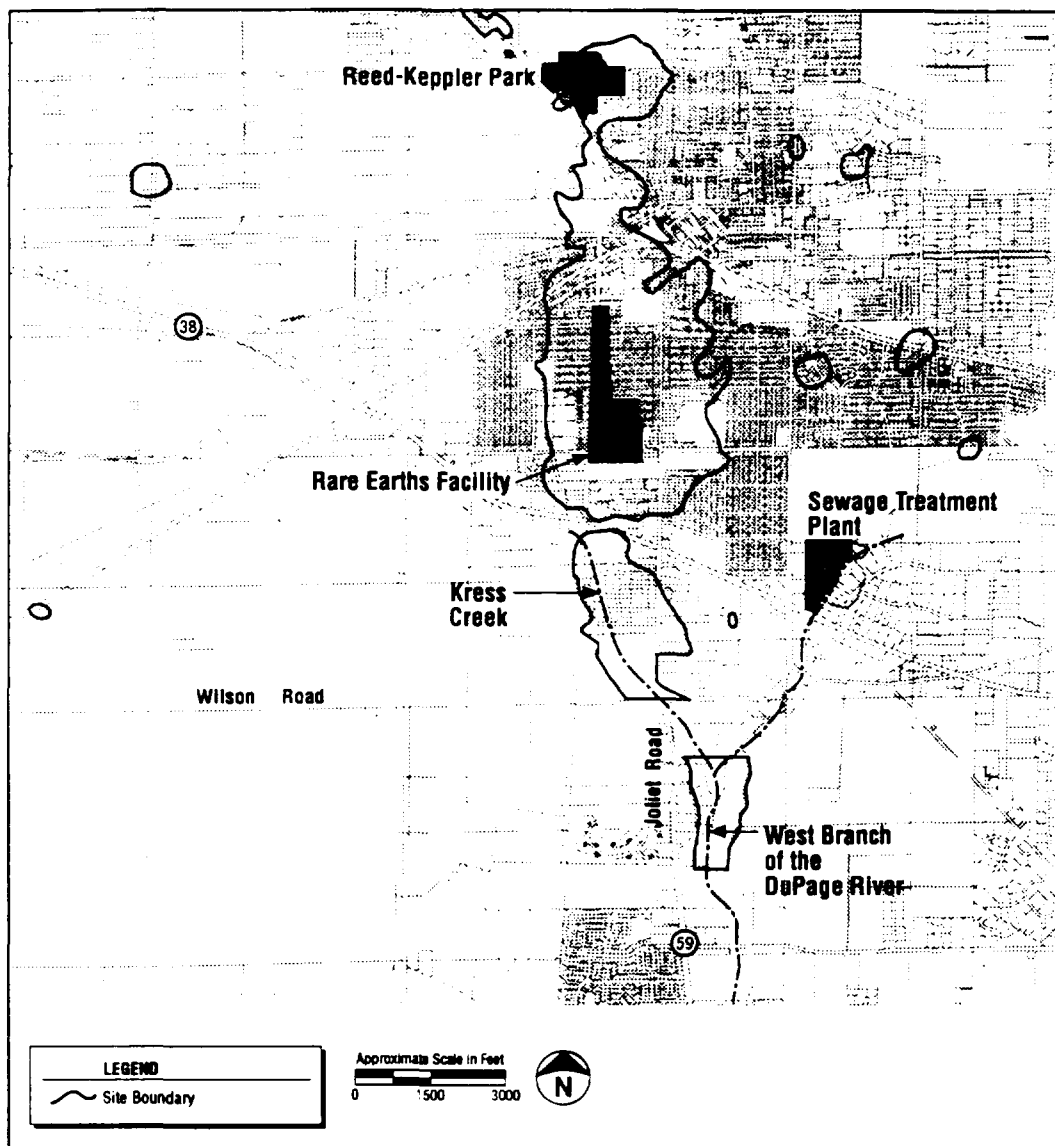 Reed-Keppler Park
38
Rare Earths Facility
Sewage Treatment
Plant
Kress
Creek
Wilson Road
Joliet Road
West Branch
of the
DuPage River
59
LEGEND
Site Boundary
Approximate Scale in Feet
0 1500 3000
N